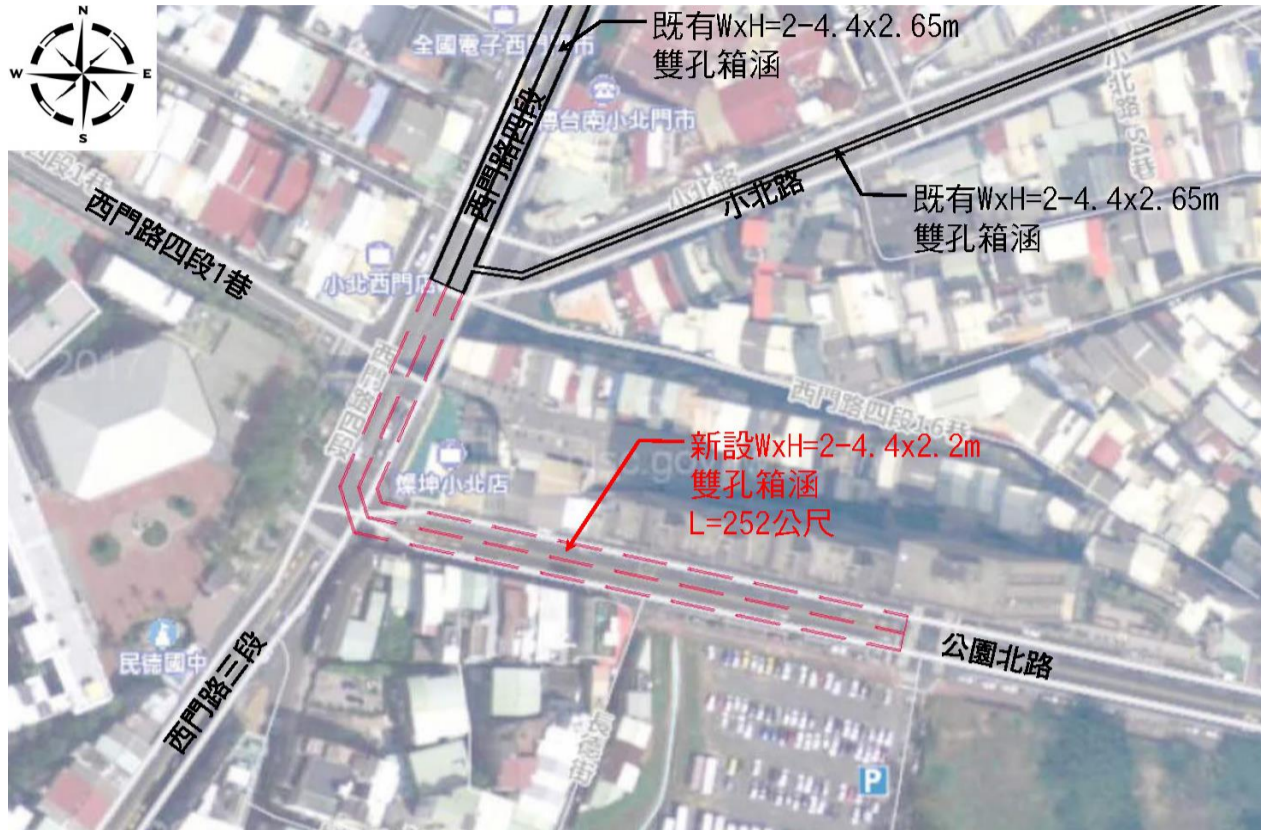 N
W
E
S
既有WxH=2-4.4x2.65m
雙孔箱涵
全國電子西門門市
西門路四段
小北路
小北路
既有WxH=2-4.4x2.65m
雙孔箱涵
西門路四段1巷
小北西門店
2017
西門路四段
西門路四段16巷
新設WxH=2-4.4x2.2m
雙孔箱涵
L=252公尺
燦坤小北店
民德國中
西門路三段
公園北路
P